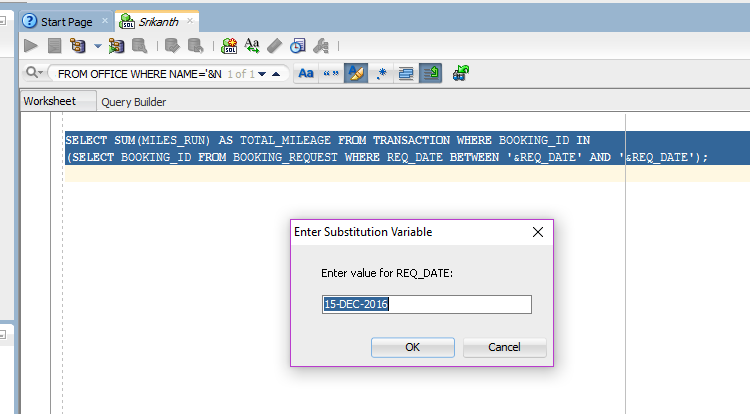 Start Page
Srikanth
FROM OFFICE WHERE NAME='&N 1 of 1 Aa “” .*
Worksheet Query Builder
SELECT SUM(MILES_RUN) AS TOTAL_MILEAGE FROM TRANSACTION WHERE BOOKING_ID IN
(SELECT BOOKING_ID FROM BOOKING_REQUEST WHERE REQ_DATE BETWEEN '&REQ_DATE' AND '&REQ_DATE');
Enter Substitution Variable
Enter value for REQ_DATE:
15-DEC-2016
OK Cancel